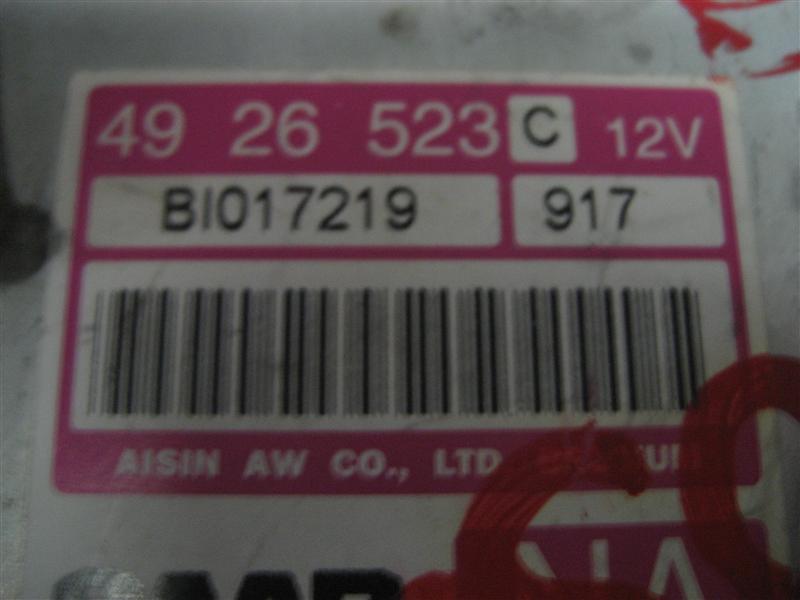 49 26 523 C 12V
BI017219 917
AISIN AW CO., LTD.